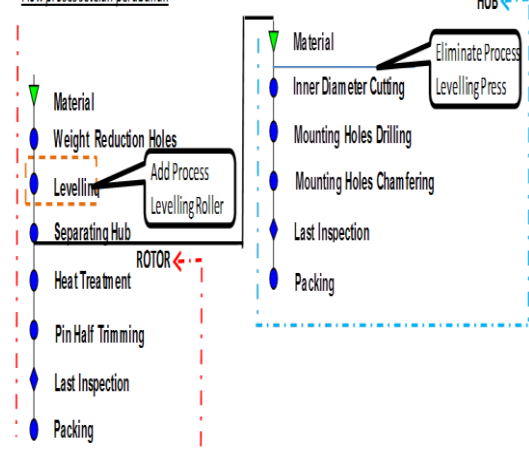 HUB
Material
Weight Reduction Holes
Levelling
Add Process
Levelling Roller
Separating Hub
ROTOR
Heat Treatment
Pin Half Trimming
Last Inspection
Packing
Material
Eliminate Process
Levelling Press
Inner Diameter Cutting
Mounting Holes Drilling
Mounting Holes Chamfering
Last Inspection
Packing